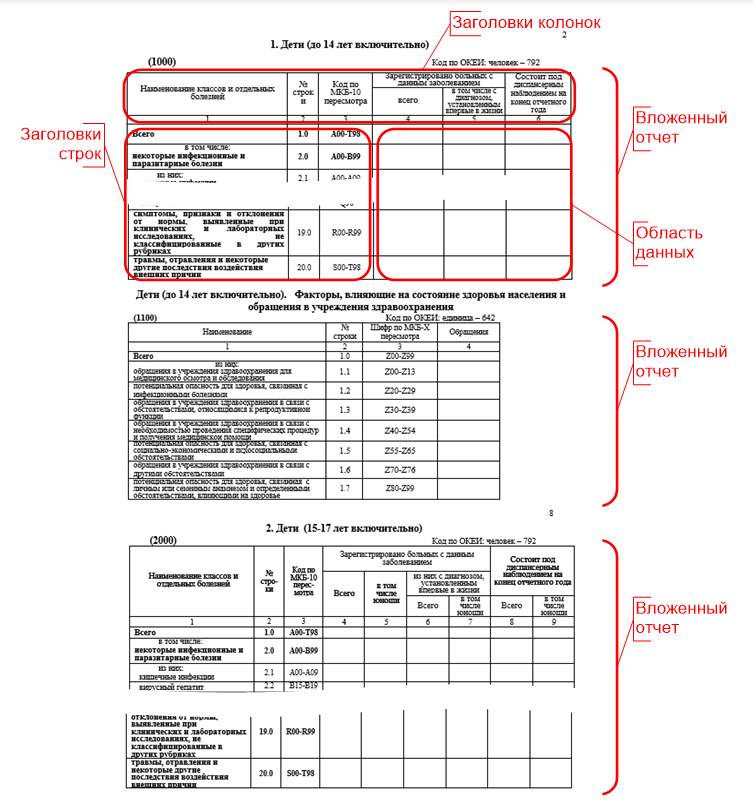 Заголовки колонок
2
1. Дети (до 14 лет включительно)
(1000) Код по ОКЕИ: человек – 792
Наименование классов и отдельных болезней № строк и Код по МКБ-10 пересмотра Зарегистрировано больных с данным заболеванием Состоит под диспансерным наблюдением на конец отчетного года
всего в том числе с диагнозом, установленным впервые в жизни
1 2 3 4 5 6
Вложенный
отчет
Заголовки
строк
Всего 1.0 A00-T98
в том числе:
некоторые инфекционные и
паразитарные болезни 2.0 A00-B99
из них:
2.1 A00-A09
симптомы, признаки и отклонения
от нормы, выявленные при
клинических и лабораторных
исследованиях, не
классифицированные в других
рубриках 19.0 R00-R99
травмы, отравления и некоторые
другие последствия воздействия
внешних причин 20.0 S00-T98
Область
данных
Дети (до 14 лет включительно). Факторы, влияющие на состояние здоровья населения и
обращения в учреждения здравоохранения
(1100) Код по ОКЕИ: единица – 642
Наименование № строки Шифр по МКБ-X пересмотра Обращения
1 2 3 4
Всего 1.0 Z00-Z99
из них:
обращения в учреждения здравоохранения для
медицинского осмотра и обследования 1.1 Z00-Z13
потенциальная опасность для здоровья, связанная с
инфекционными болезнями 1.2 Z20-Z29
обращения в учреждения здравоохранения в связи с
обстоятельствами, относящимися к репродуктивной
функции 1.3 Z30-Z39
обращения в учреждения здравоохранения в связи с
необходимостью проведения специфических процедур
и получения медицинской помощи 1.4 Z40-Z54
потенциальная опасность для здоровья, связанная с
социально-экономическими и психосоциальными
обстоятельствами 1.5 Z55-Z65
обращения в учреждения здравоохранения в связи с
другими обстоятельствами 1.6 Z70-Z76
потенциальная опасность для здоровья, связанная с
личным или семейным анамнезом и определенными
обстоятельствами, влияющими на здоровье 1.7 Z80-Z99
Вложенный
отчет
8
2. Дети (15-17 лет включительно)
(2000) Код по ОКЕИ: человек – 792
Наименование классов и отдельных болезней № стро- ки Код по МКБ-10 перес- мотра Зарегистрировано больных с данным заболеванием Состоит под диспансерным наблюдением на конец отчетного года
Всего в том числе юноши из них с диагнозом, установленным впервые в жизни
Всего в том числе юноши Всего в том числе юноши
1 2 3 4 5 6 7 8 9
Всего 1.0 A00-T98
в том числе:
некоторые инфекционные и
паразитарные болезни 2.0 A00-B99
из них:
кишечные инфекции 2.1 A00-A09
вирусный гепатит 2.2 B15-B19
Вложенный
отчет
отклонения от нормы,
выявленные при
клинических и лабораторных
исследованиях, не
классифицированные в
других рубриках 19.0 R00-R99
травмы, отравления и
некоторые другие
последствия воздействия
внешних причин 20.0 S00-T98